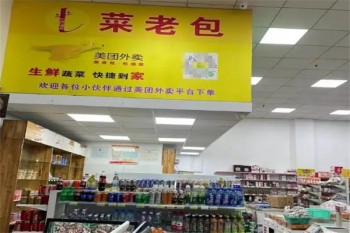 菜老包
美团外卖
生鲜蔬菜 快捷到家
欢迎各位小伙伴通过美团外卖平台下单